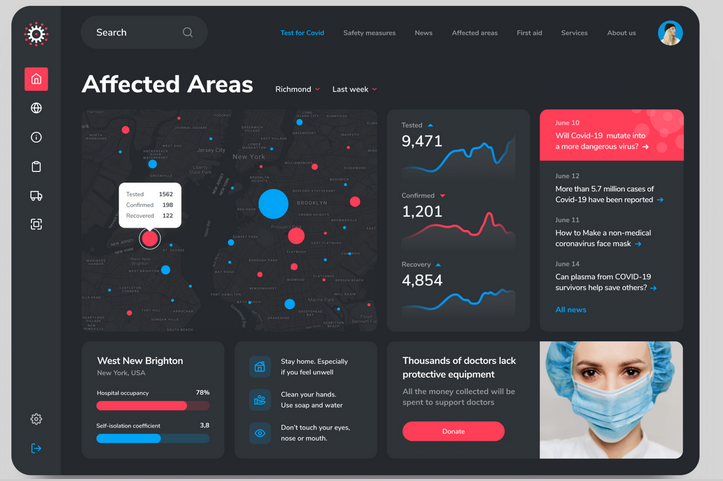 Search
Test for Covid
Safety measures
News
Affected areas
First aid
Services
About us
Affected Areas
Richmond
Last week
Jersey City
New York
BROOKLYN
Tested 1562
Confirmed 198
Recovered 122
Tested
9,471
Confirmed
1,201
Recovery
4,854
June 10
Will Covid-19 mutate into
a more dangerous virus?
June 12
More than 5.7 million cases of
Covid-19 have been reported
June 11
How to Make a non-medical
coronavirus face mask
June 14
Can plasma from COVID-19
survivors help save others?
All news
West New Brighton
New York, USA
Hospital occupancy 78%
Self-isolation coefficient 3,8
Stay home. Especially
if you feel unwell
Clean your hands.
Use soap and water
Don't touch your eyes,
nose or mouth.
Thousands of doctors lack
protective equipment
All the money collected will be
spent to support doctors
Donate